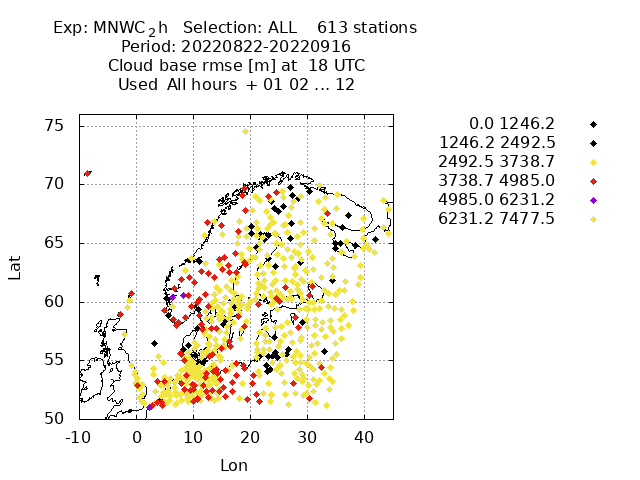 Exp: MNWC_2h Selection: ALL 613 stations
Period: 20220822-20220916
Cloud base rmse [m] at 18 UTC
Used All hours + 01 02 ... 12
0.0 1246.2
1246.2 2492.5
2492.5 3738.7
3738.7 4985.0
4985.0 6231.2
6231.2 7477.5
75
70
65
60
55
50
Lat
-10 0 10 20 30 40
Lon